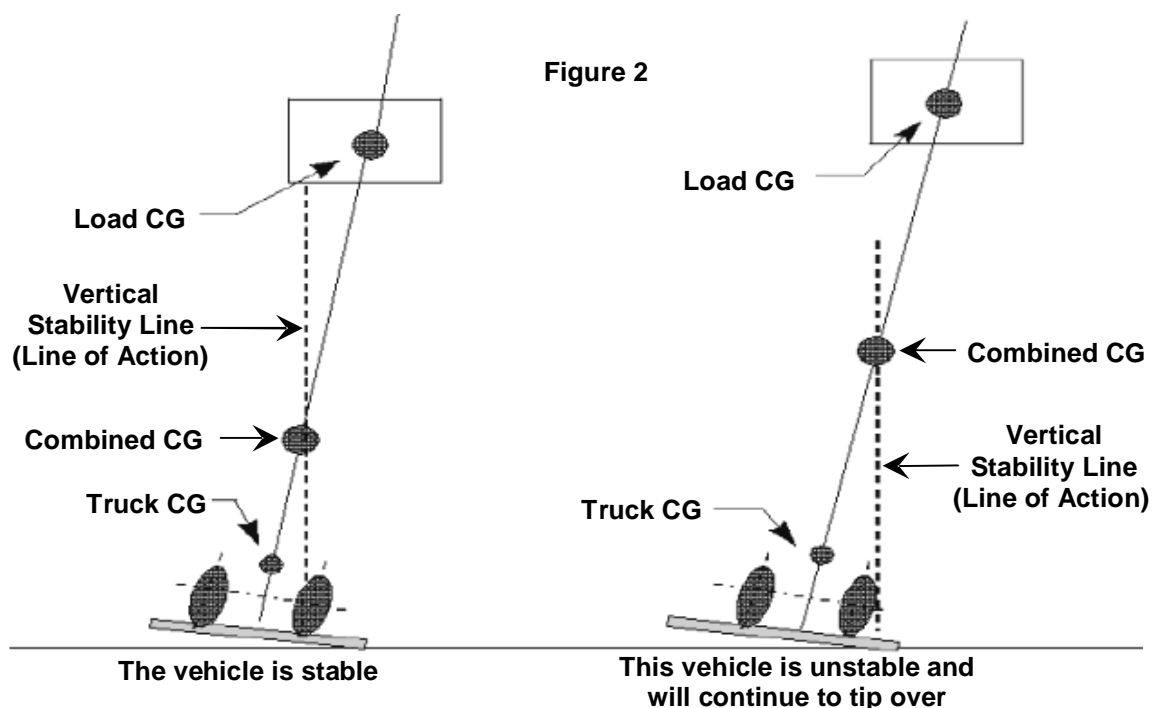 Figure 2
Load CG
Vertical
Stability Line
(Line of Action)
Combined CG
Truck CG
The vehicle is stable
Load CG
Combined CG
Vertical
Stability Line
(Line of Action)
Truck CG
This vehicle is unstable and
will continue to tip over